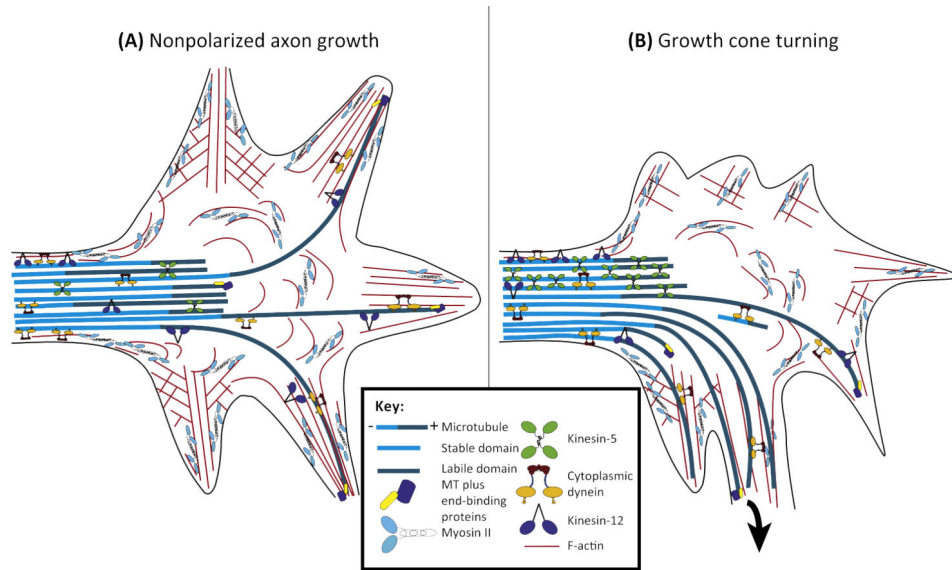 (A) Nonpolarized axon growth
(B) Growth cone turning
Key:
- + Microtubule
Stable domain
Labile domain
MT plus
end-binding
proteins
Myosin II
Kinesin-5
Cytoplasmic
dynein
Kinesin-12
F-actin